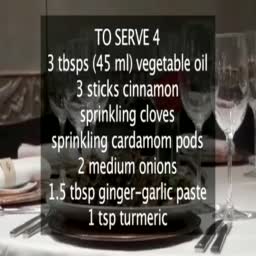 TO SERVE 4
3 tbsps (45 ml) vegetable oil
3 sticks cinnamon
sprinkling cloves
sprinkling cardamom pods
2 medium onions
1.5 tbsp ginger-garlic paste
1 tsp turmeric